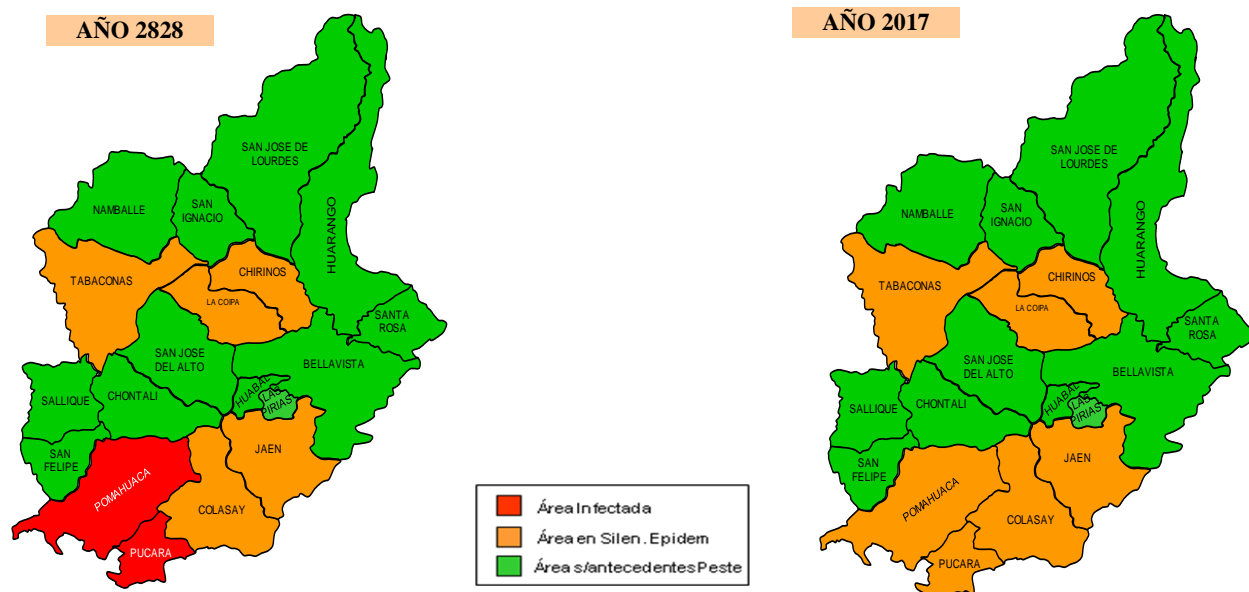 AÑO 2828
SAN JOSE DE
LOURDES
NAMBALLE
SAN
IGNACIO
HUARANGO
TABACONAS
CHIRINOS
LA COIPA
SANTA
ROSA
SAN JOSE
DEL ALTO
BELLAVISTA
HUABAL
LAS
PIRIAS
SALLIQUE
CHONTALI
SAN
FELIPE
JAEN
POMAHUACA
COLASAY
PUCARA
Área Infectada
Área en Silen. Epidem
Área s/antecedentes Peste
AÑO 2017
SAN JOSE DE
LOURDES
NAMBALLE
SAN
IGNACIO
HUARANGO
TABACONAS
CHIRINOS
LA COIPA
SANTA
ROSA
SAN JOSE
DEL ALTO
BELLAVISTA
HUABAL
LAS
PIRIAS
SALLIQUE
CHONTALI
SAN
FELIPE
JAEN
POMAHUACA
COLASAY
PUCARA